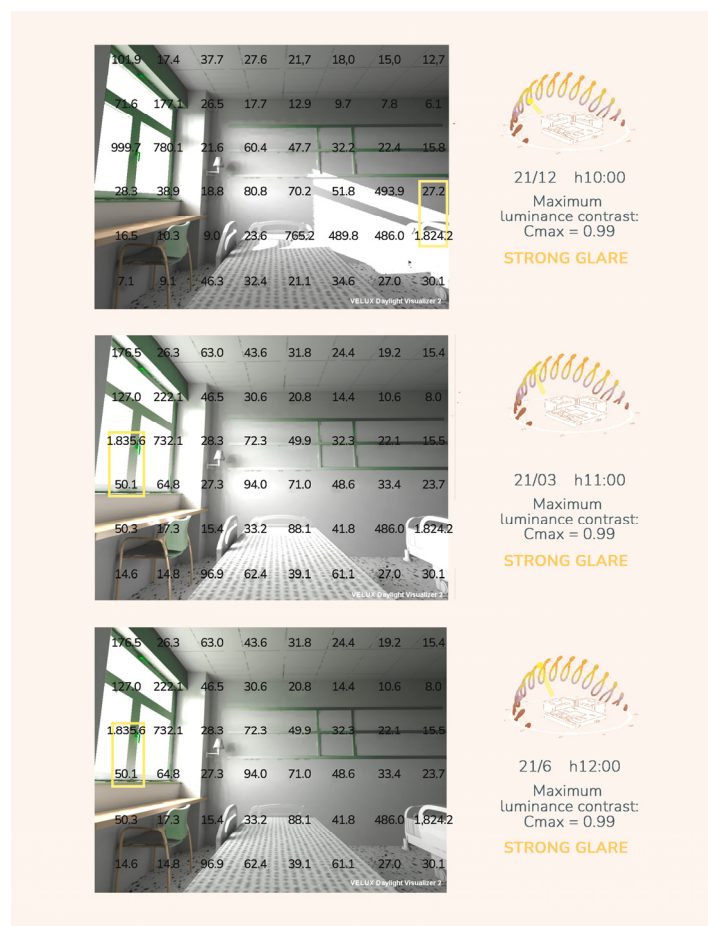 101.9 17.4 37.7 27.6 21,7 18,0 15,0 12,7
71.6 177.1 26.5 17.7 12.9 9.7 7.8 6.1
999.7 780.1 21.6 60.4 47.7 32.2 22.4 15.8
28.3 38.9 18.8 80.8 70.2 51.8 493.9 27.2
16.5 10.3 9.0 23.6 765.2 489.8 486.0 1.824.2
7.1 9.1 46.3 32.4 21.1 34.6 27.0 30.1
VELUX Daylight Visualizer 2
21/12 h10:00
Maximum
luminance contrast:
Cmax = 0.99
STRONG GLARE
176.5 26.3 63.0 43.6 31.8 24.4 19.2 15.4
127.0 222.1 46.5 30.6 20.8 14.4 10.6 8.0
1.835,6 732.1 28.3 72.3 49.9 32.3 22.1 15.5
50.1 64.8 27.3 94.0 71.0 48.6 33.4 23.7
50.3 17.3 15.4 33.2 88.1 41.8 486.0 1.824.2
14.6 14.8 96.9 62.4 39.1 61.1 27.0 30.1
VELUX Daylight Visualizer 2
21/03 h11:00
Maximum
luminance contrast:
Cmax = 0.99
STRONG GLARE
176.5 26.3 63.0 43.6 31.8 24.4 19.2 15.4
127.0 222.1 46.5 30.6 20.8 14.4 10.6 8.0
1.835,6 732.1 28.3 72.3 49.9 32.3 22.1 15.5
50.1 64.8 27.3 94.0 71.0 48.6 33.4 23.7
50.3 17.3 15.4 33.2 88.1 41.8 486.0 1,824.2
14.6 14.8 96.9 62.4 39.1 61.1 27.0 30.1
VELUX Daylight Visualizer 2
21/6 h12:00
Maximum
luminance contrast:
Cmax = 0.99
STRONG GLARE